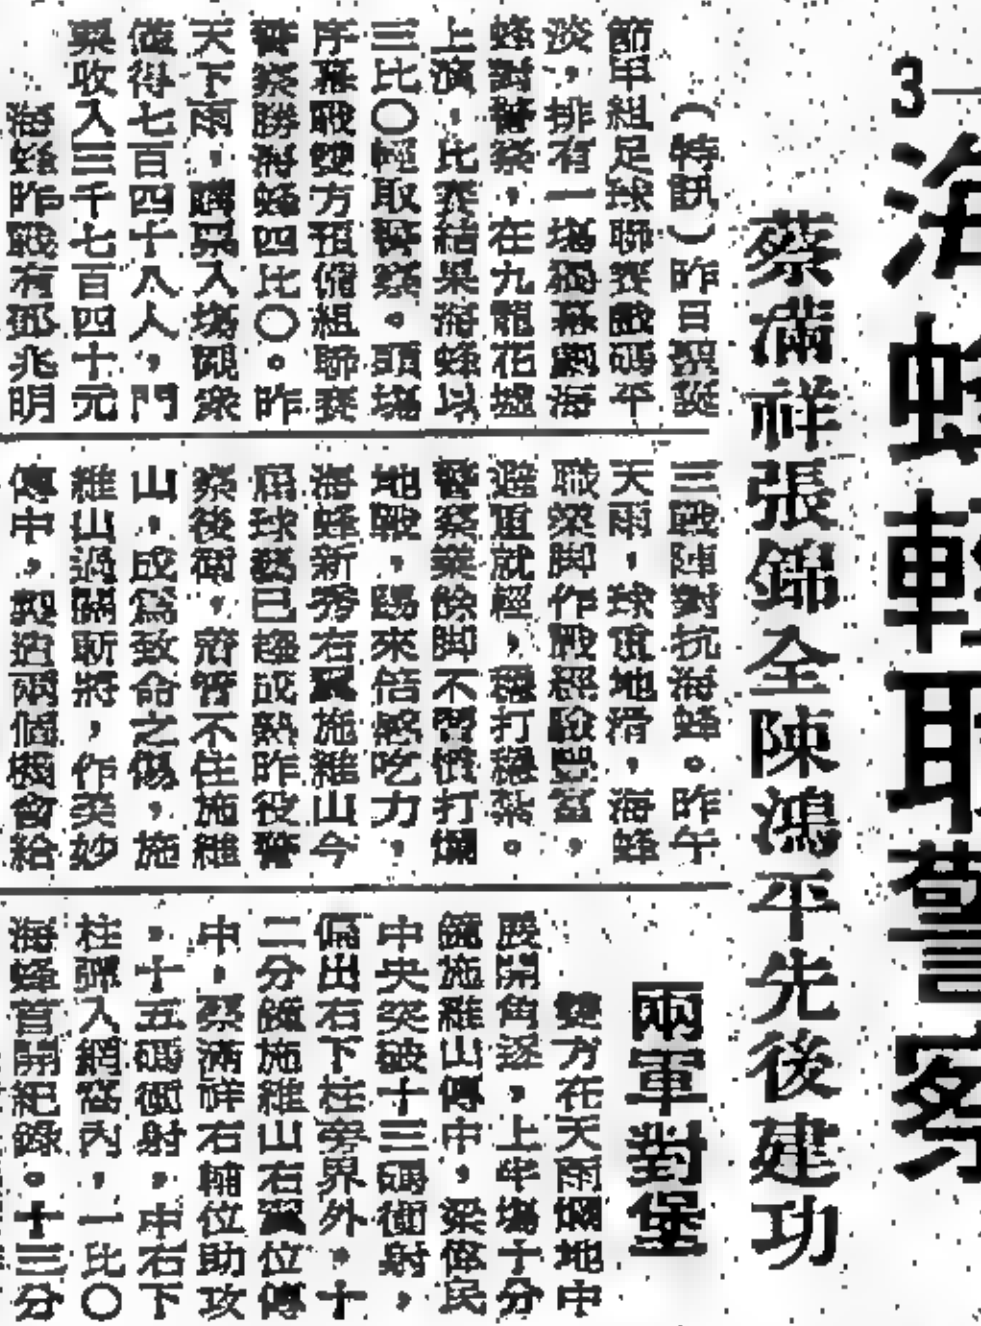 3—
海蜂輕取警察
蔡滿祥張錦全陳鴻平先後建功
（特訊）昨日聖誕
節甲組足球聯賽戲碼平
淡，排有一場揭幕戰海
蜂對警察，在九龍花墟
上演，比賽結果海蜂以
三比〇輕取警察。頭場
序幕戰雙方預備組聯賽
警察勝海蜂四比〇。昨
天下雨，購票入場觀衆
僅得七百四十八人，門
票收入三千七百四十元
海蜂昨戰有鄧兆明
三戰陣對抗海蜂。昨午
天雨，球濕地滑，海蜂
職業脚作戰經驗豐富，
避重就輕，穩打穩紮。
警察業餘脚不習慣打爛
地戰，踢來倍感吃力，
海蜂新秀右翼施維山今
屆球藝已趨成熟昨役警
察後衛，睇管不住施維
山，成爲致命之傷，施
維山過關斬將，作美妙
傳中，製造兩個機會給
兩軍對堡
雙方在天雨爛地中
展開角逐，上半塲十分
鐘施維山傳中，梁偉民
中央突破十三碼衝射，
偏出右下柱旁界外，十
二分鐘施維山右翼位傳
中，蔡滿祥右輔位助攻
，十五碼衝射，中右下
柱彈入網窩內，一比〇
海蜂首開紀錄。十三分